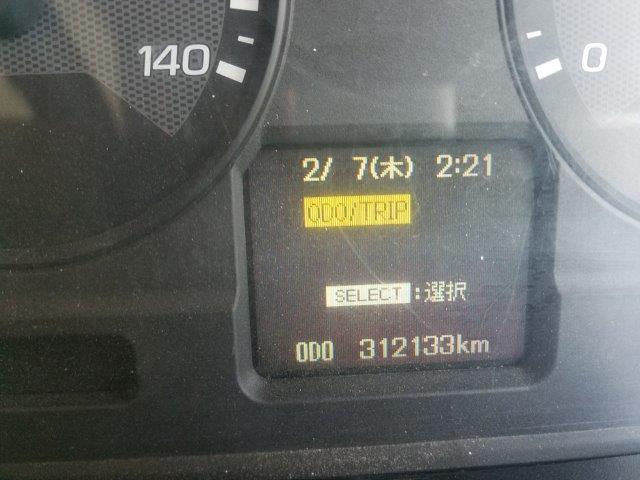 140
0
2/ 7(木) 2:21
ODO/TRIP
SELECT :選択
ODO 312133km